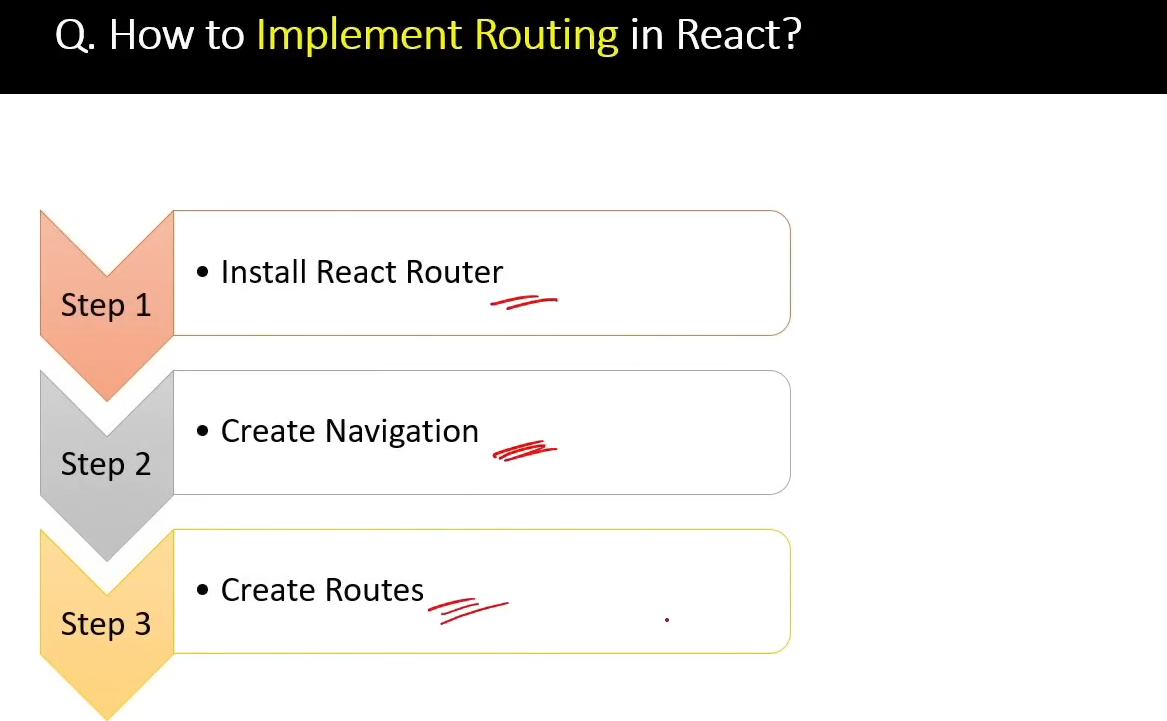 Q. How to Implement Routing in React?
Step 1
• Install React Router
Step 2
• Create Navigation
Step 3
• Create Routes